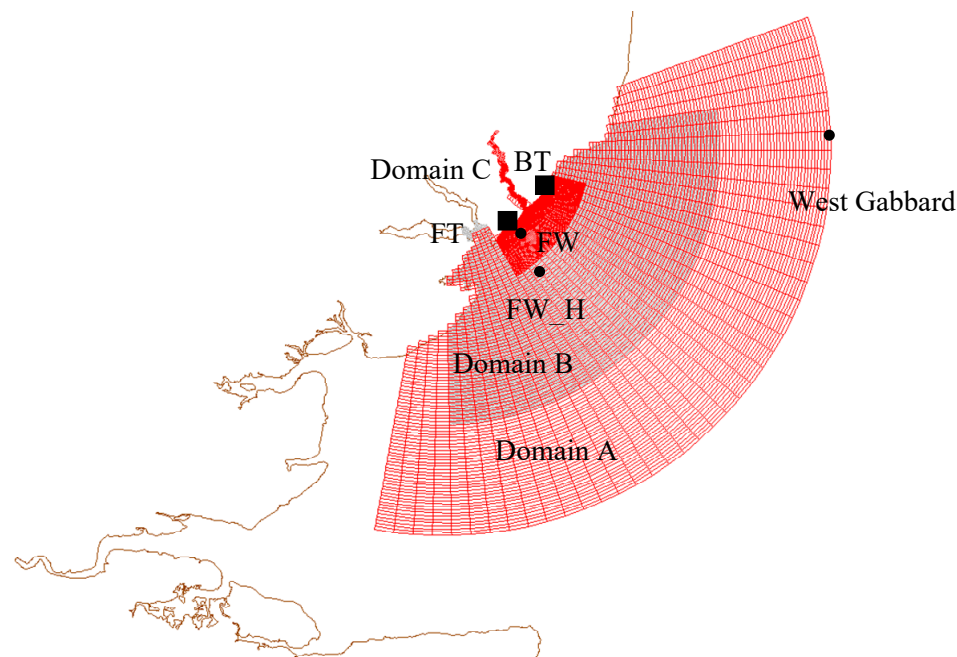 BT
Domain C
West Gabbard
FT
FW
FW_H
Domain B
Domain A